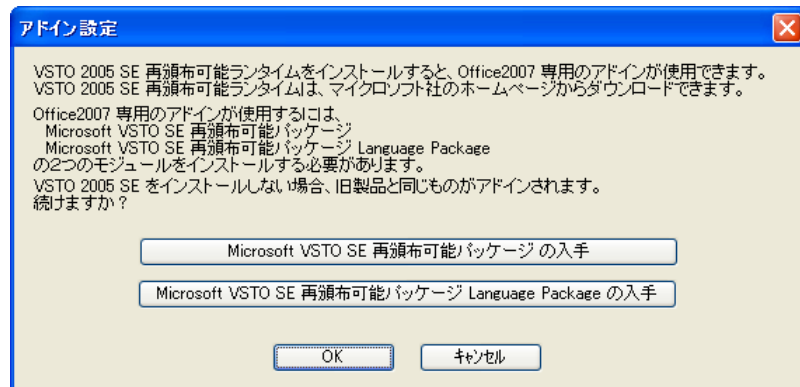 アドイン設定
VSTO 2005 SE 再頒布可能ランタイムをインストールすると、Office2007 専用のアドインが使用できます。
VSTO 2005 SE 再頒布可能ランタイムは、マイクロソフト社のホームページからダウンロードできます。
Office2007 専用のアドインが使用するには、
Microsoft VSTO SE 再頒布可能パッケージ
Microsoft VSTO SE 再頒布可能パッケージ Language Package
の2つのモジュールをインストールする必要があります。
VSTO 2005 SE をインストールしない場合、旧製品と同じものがアドインされます。
続けますか？
Microsoft VSTO SE 再頒布可能パッケージ の入手
Microsoft VSTO SE 再頒布可能パッケージ Language Package の入手
OK
キャンセル